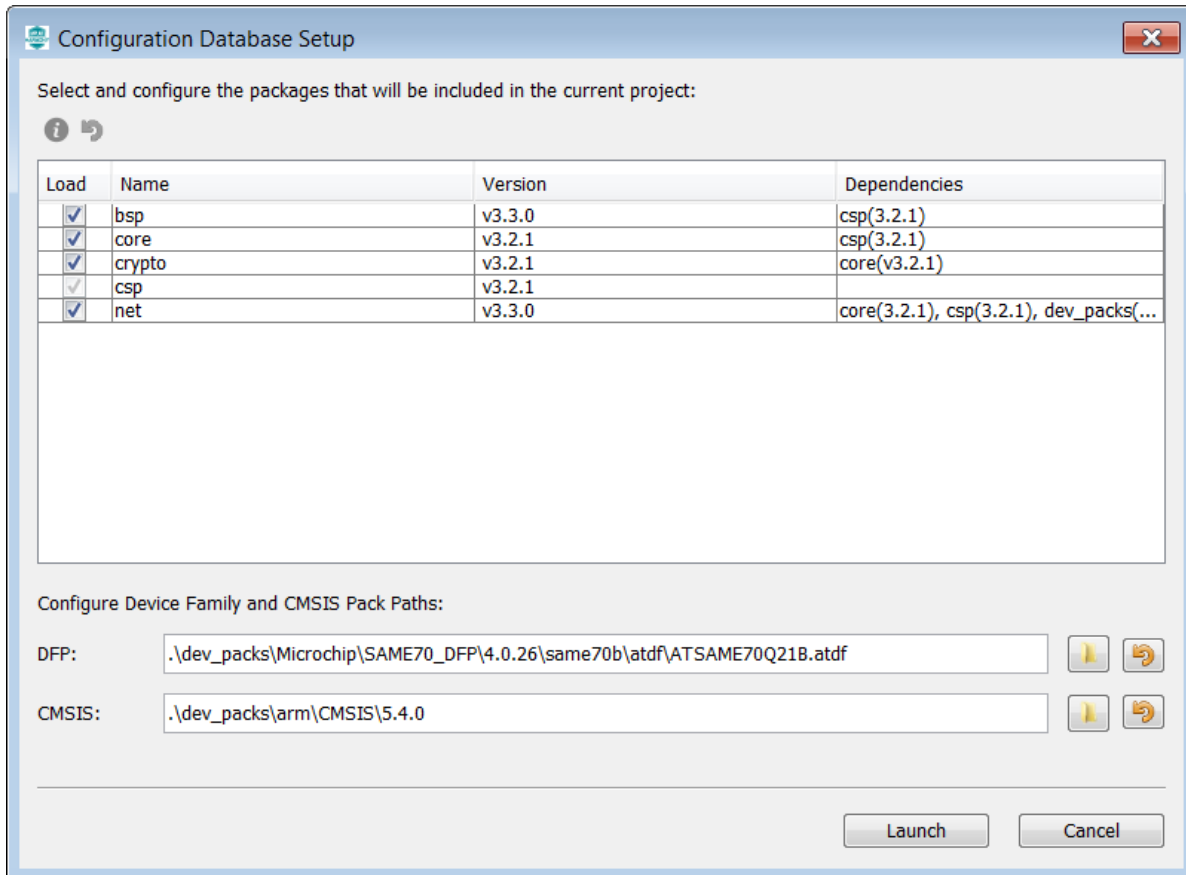 Configuration Database Setup
Select and configure the packages that will be included in the current project:
Load Name Version Dependencies
bsp v3.3.0 csp(3.2.1)
core v3.2.1 csp(3.2.1)
crypto v3.2.1 core(v3.2.1)
csp v3.2.1
net v3.3.0 core(3.2.1), csp(3.2.1), dev_packs(...
Configure Device Family and CMSIS Pack Paths:
DFP: .\dev_packs\Microchip\SAME70_DFP\4.0.26\same70b\atdf\ATSAME70Q21B.atdf
CMSIS: .\dev_packs\arm\CMSIS\5.4.0
Launch Cancel